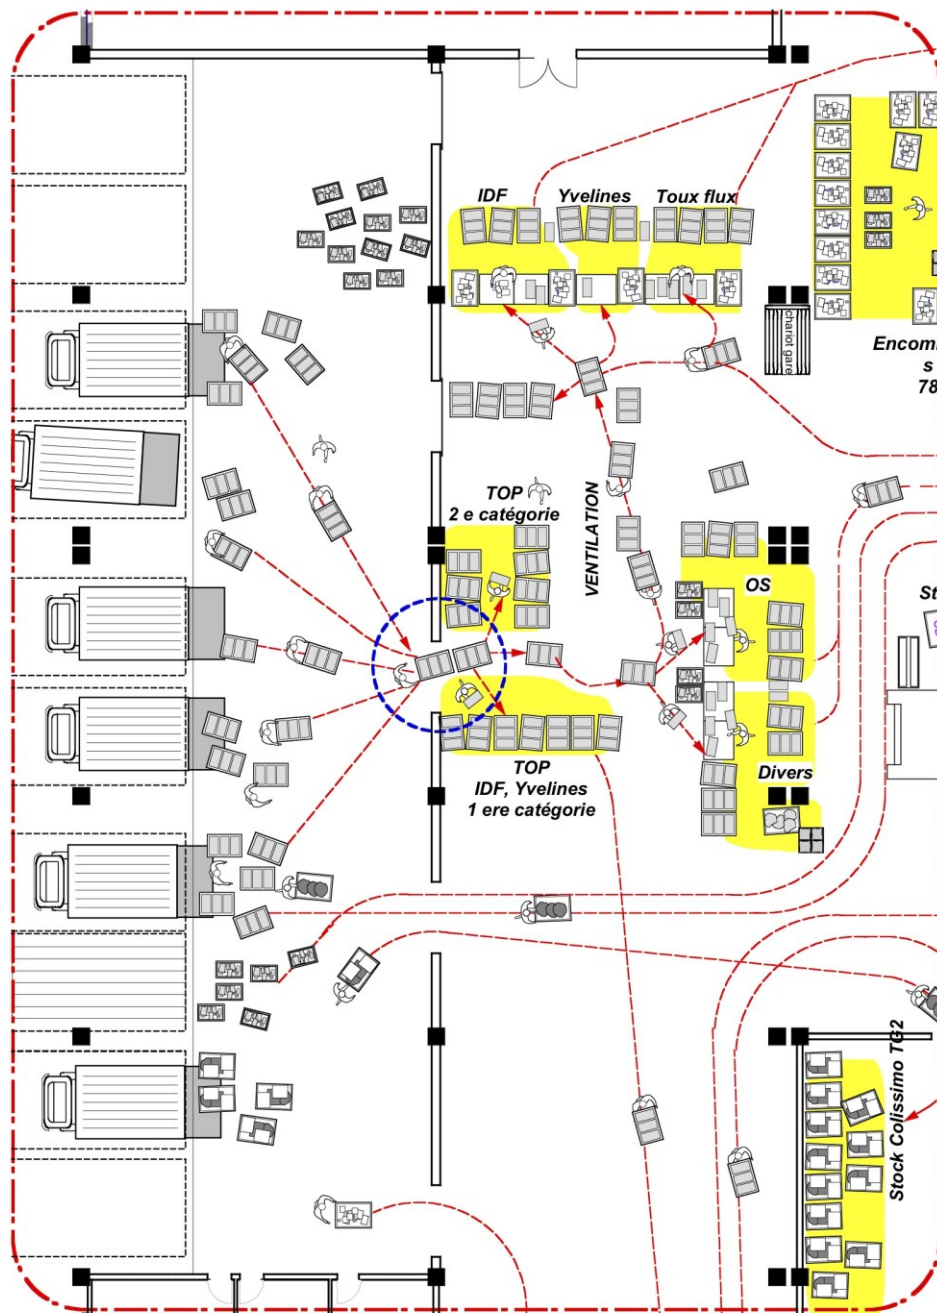 IDF
Yvelines
Toux flux
chariot gare
Encom
s
78
TOP
2 e catégorie
VENTILATION
OS
St
TOP
IDF, Yvelines
1 ere catégorie
Divers
Stock Colissimo TG2